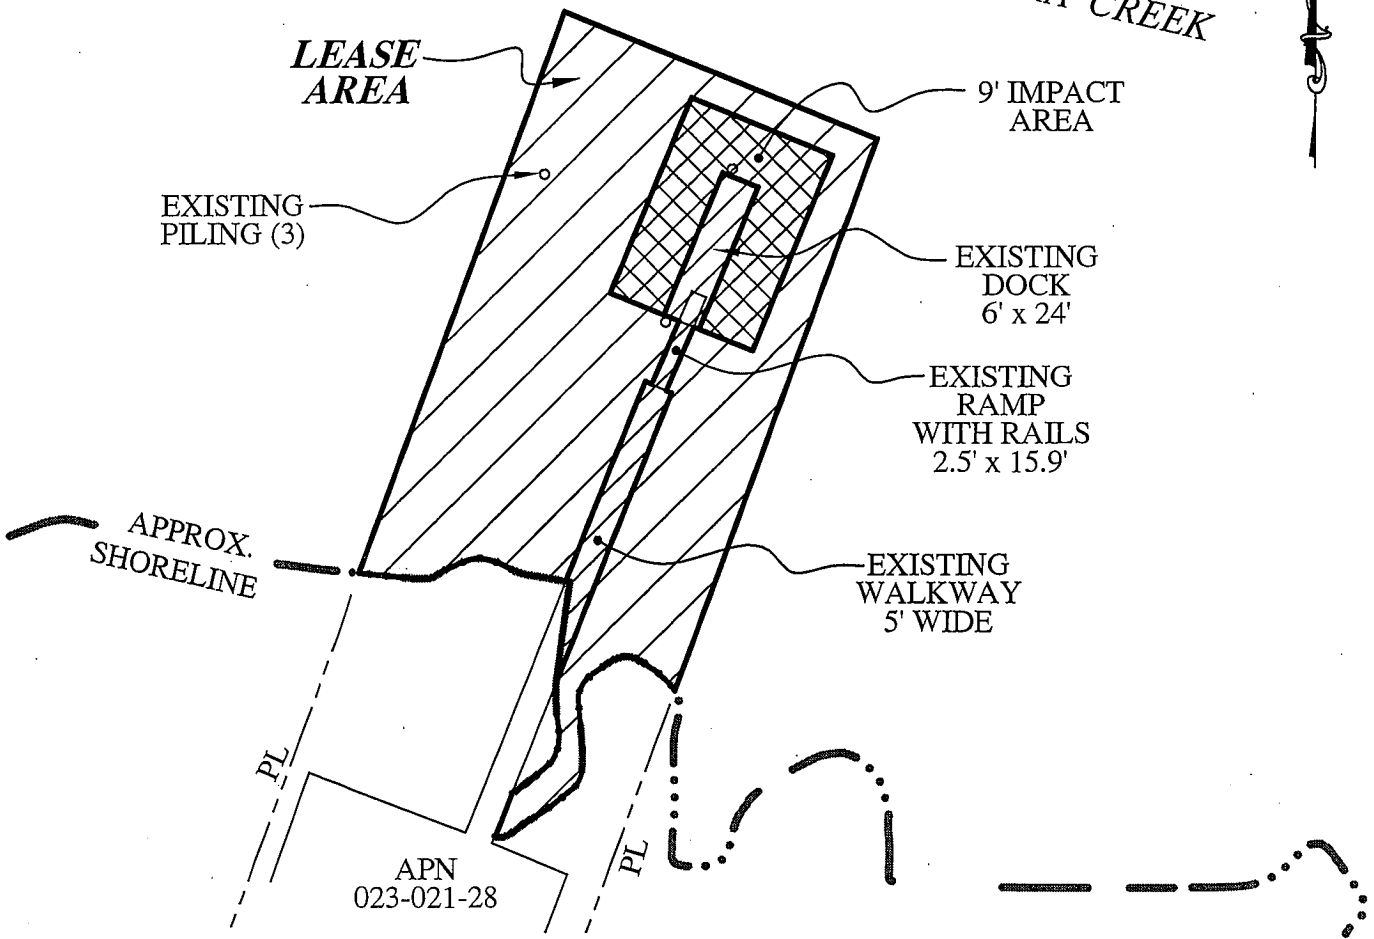 CREEK
LEASE
AREA
9' IMPACT
AREA
EXISTING
PILING (3)
EXISTING
DOCK
6' x 24'
EXISTING
RAMP
WITH RAILS
2.5' x 15.9'
APPROX.
SHORELINE
EXISTING
WALKWAY
5' WIDE
PL
PL
APN
023-021-28